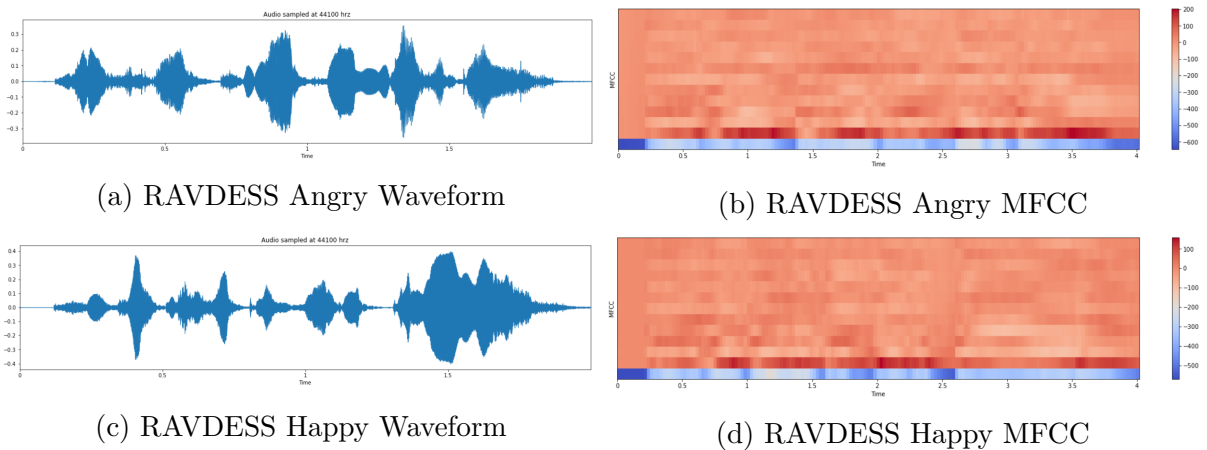 Audio sampled at 44100 hrz
0.3
0.2
0.1
0.0
−0.1
−0.2
−0.3
0 0.5 1 1.5
Time
(a) RAVDESS Angry Waveform
MFCC
0 0.5 1 1.5 2 2.5 3 3.5 4
Time
200
100
0
−100
−200
−300
−400
−500
−600
(b) RAVDESS Angry MFCC
Audio sampled at 44100 hrz
0.4
0.3
0.2
0.1
0.0
−0.1
−0.2
−0.3
−0.4
0 0.5 1 1.5
Time
(c) RAVDESS Happy Waveform
MFCC
0 0.5 1 1.5 2 2.5 3 3.5 4
Time
100
0
−100
−200
−300
−400
−500
(d) RAVDESS Happy MFCC